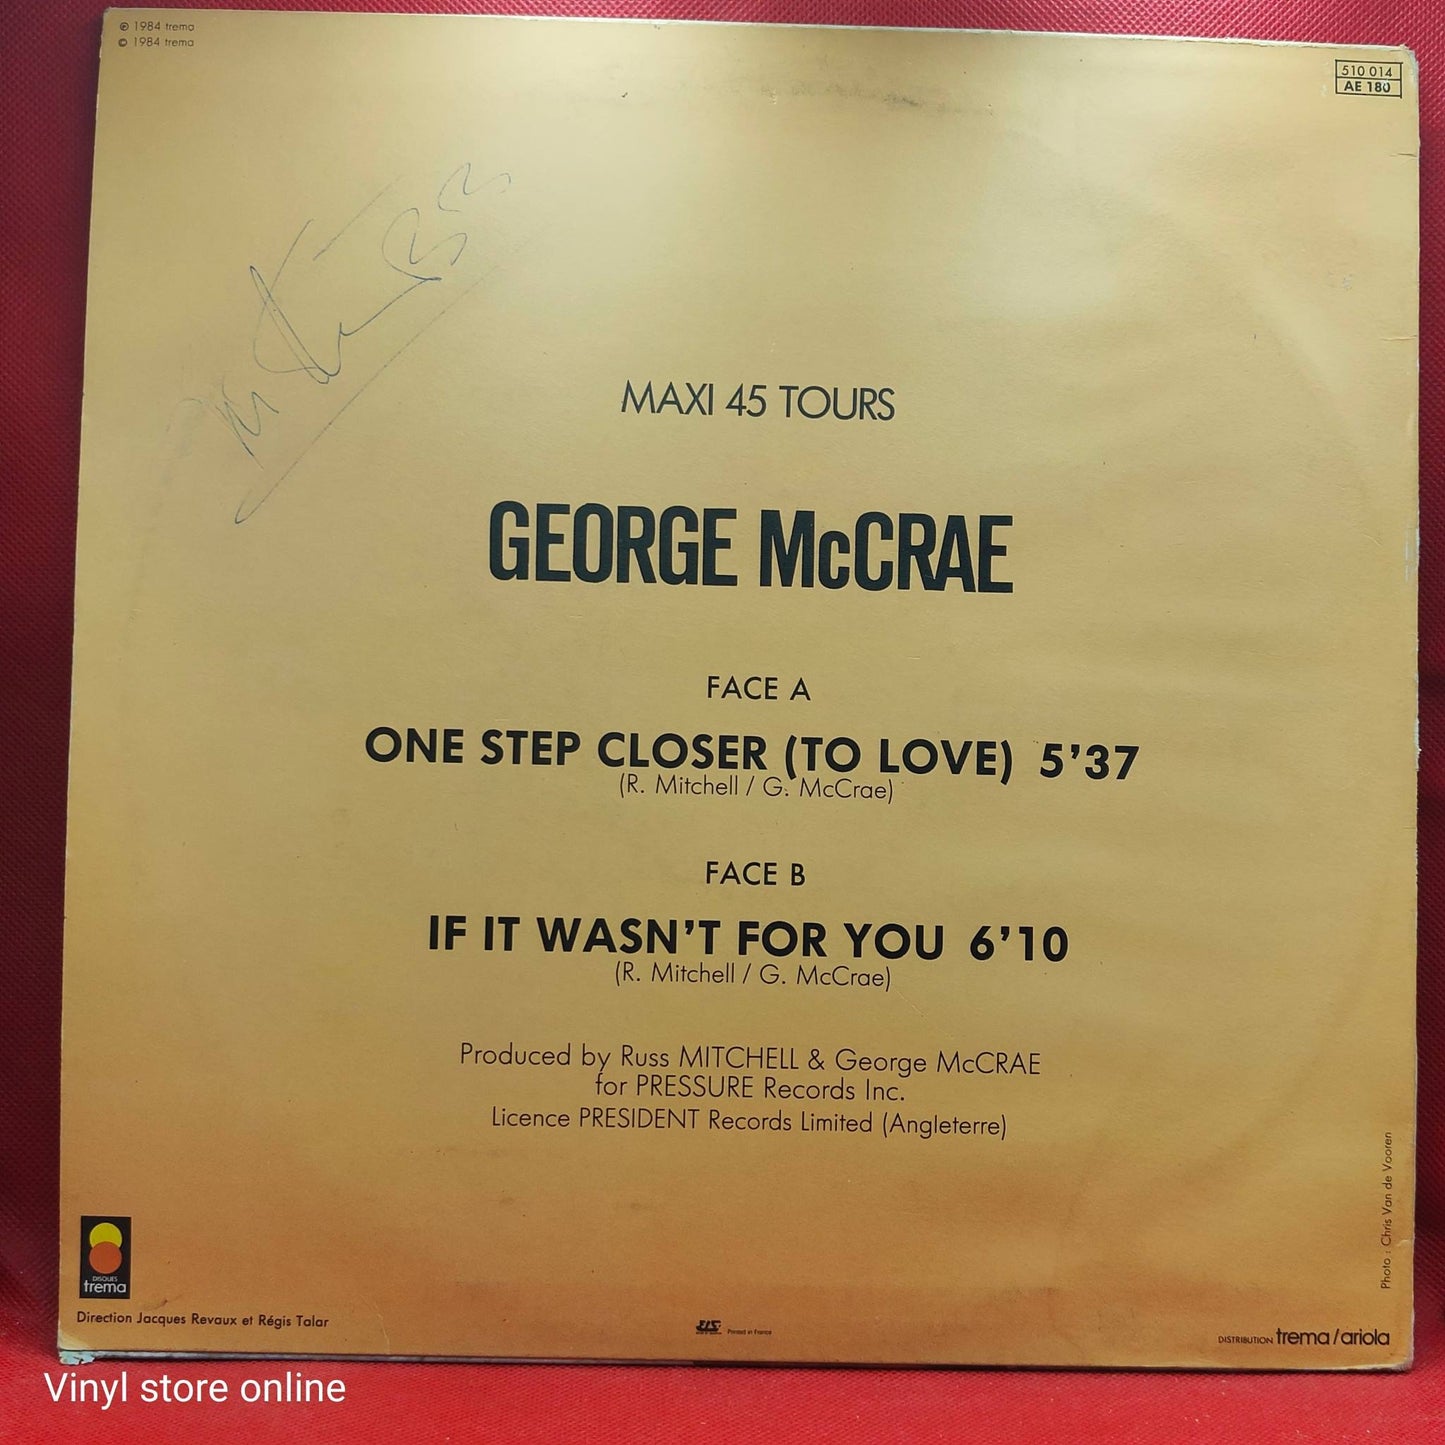 ℗ 1984 trema
© 1984 trema
510 014
AE 180
MAXI 45 TOURS
GEORGE McCRAE
FACE A
ONE STEP CLOSER (TO LOVE) 5’37
(R. Mitchell / G. McCrae)
FACE B
IF IT WASN’T FOR YOU 6’10
(R. Mitchell / G. McCrae)
Produced by Russ MITCHELL & George McCRAE
for PRESSURE Records Inc.
Licence PRESIDENT Records Limited (Angleterre)
Photo : Chris Van de Vooren
DISQUES
trema
Direction Jacques Revaux et Régis Talar
Printed in France
DISTRIBUTION trema / ariola
Vinyl store online